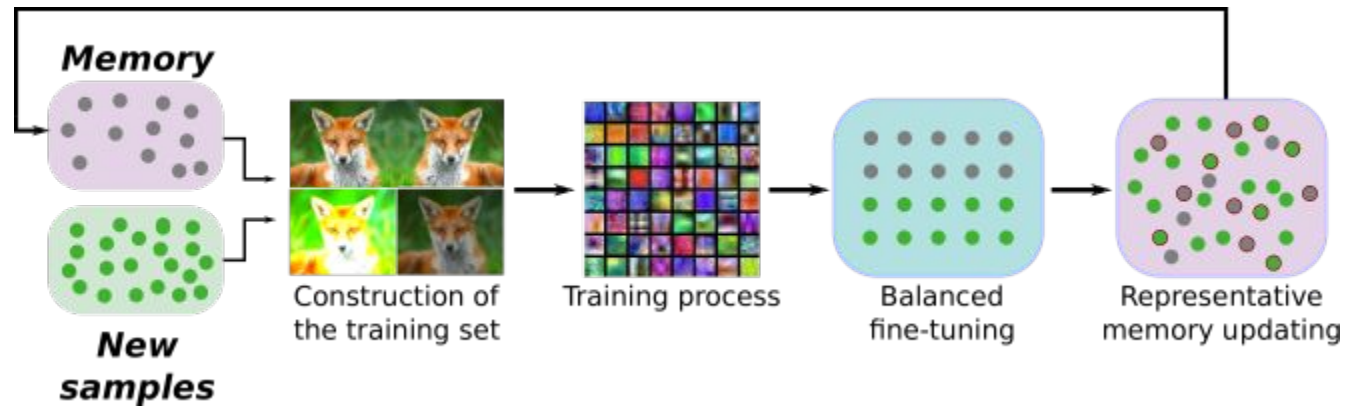 Memory
New
samples
Construction of
the training set
Training process
Balanced
fine-tuning
Representative
memory updating